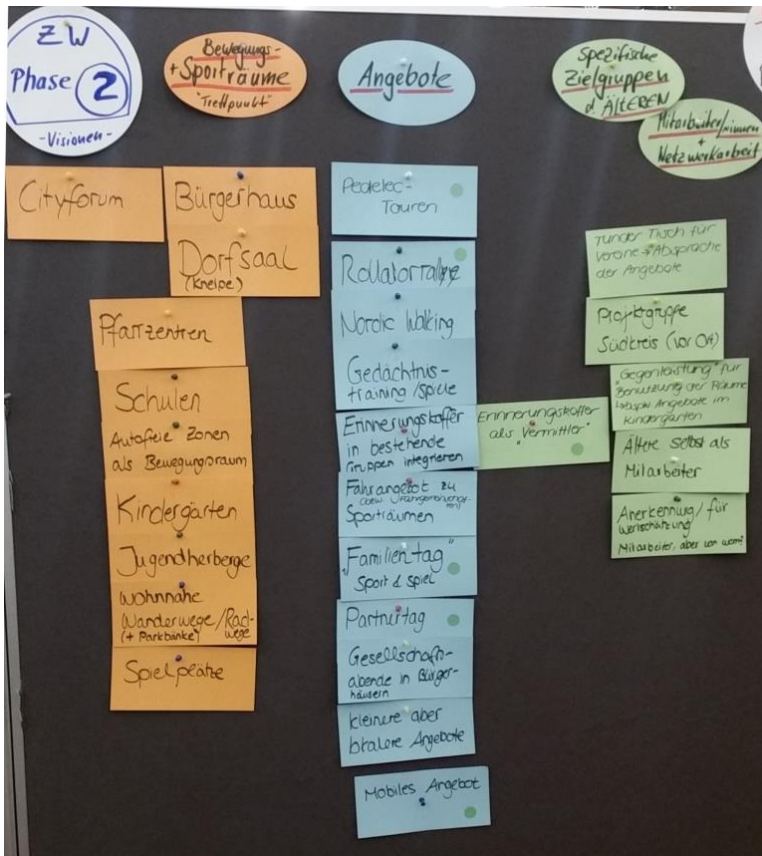 ZW
Phase 2
-Visionen-
Bewegungs-
+ Sporträume
"Treffpunkt"
Cityforum
Bürgerhaus
Dorfsaal
(Kneipe)
Pfarrzentren
Schulen
Autofreie Zonen
als Bewegungsraum
Kindergärten
Jugendherberge
Wohnnahe
Wanderwege/Rad-
(+ Parkbänke) wege
Spielplätze
Angebote
Pedelec-
Touren
Rollatorrallye
Nordic Walking
Gedächtnis-
training/spiele
Erinnerungskoffer
in bestehende
Gruppen integrieren
Fahrangebot zu
Sporträumen
"Familientag"
Sport & Spiel
Partnertag
Gesellschafts-
abende in Bürger-
häusern
kleinere aber
lokalere Angebote
Mobiles Angebot
Spezifische
Zielgruppen
d. ÄLTEREN
Mitarbeiter/innen
+
Netzwerkarbeit
Erinnerungskoffer
als "Vermittler"
runder Tisch für
Vereine → Absprache
der Angebote
Projektgruppe
Südkreis (vor Ort)
"Gegenleistung" für
Benutzung der Räume
Angebote im
Kindergarten
Ältere selbst als
Mitarbeiter
Anerkennung/ für
Wertschätzung
Mitarbeiter, aber von wem?